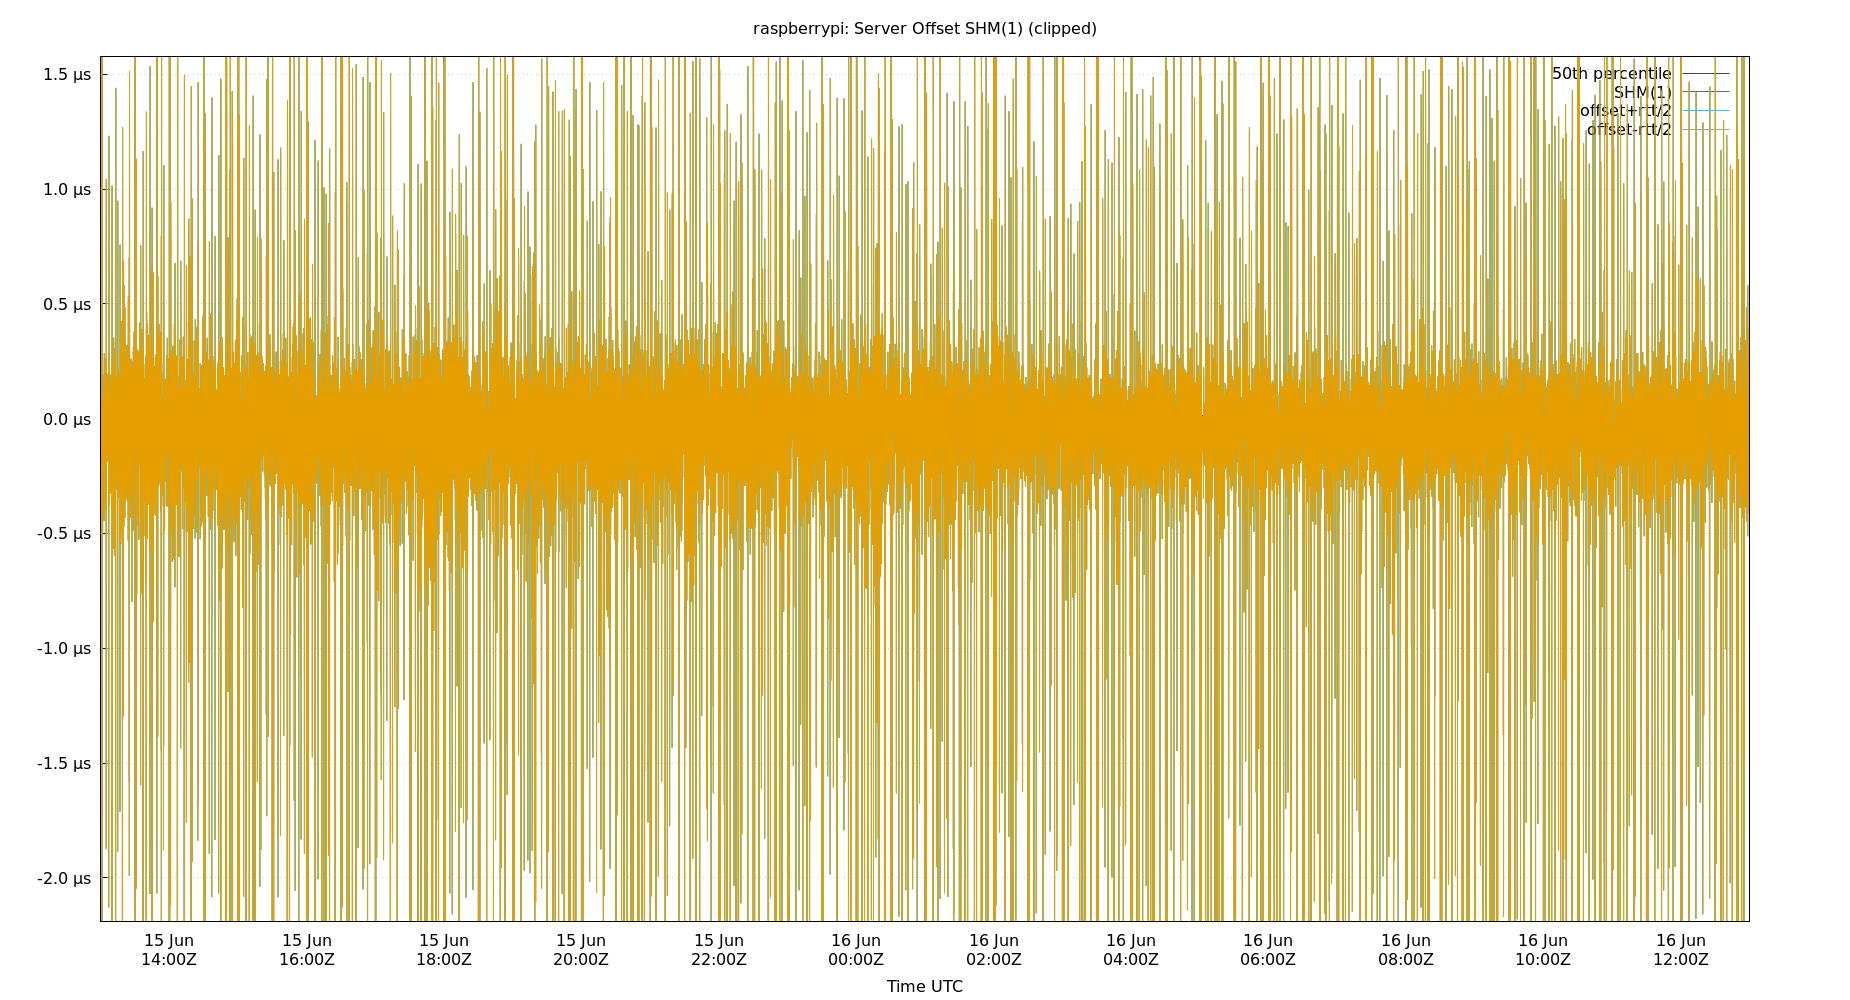 raspberrypi: Server Offset SHM(1) (clipped)
1.5 µs
1.0 µs
0.5 µs
0.0 µs
-0.5 µs
-1.0 µs
-1.5 µs
-2.0 µs
50th percentile
SHM(1)
offset+rtt/2
offset-rtt/2
15 Jun 15 Jun 15 Jun 15 Jun 15 Jun 16 Jun 16 Jun 16 Jun 16 Jun 16 Jun 16 Jun 16 Jun
14:00Z 16:00Z 18:00Z 20:00Z 22:00Z 00:00Z 02:00Z 04:00Z 06:00Z 08:00Z 10:00Z 12:00Z
Time UTC